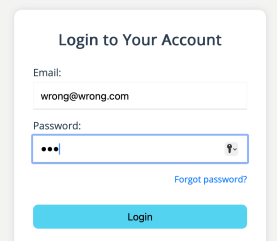 Login to Your Account
Email:
wrong@wrong.com
Password:
•••
Forgot password?
Login